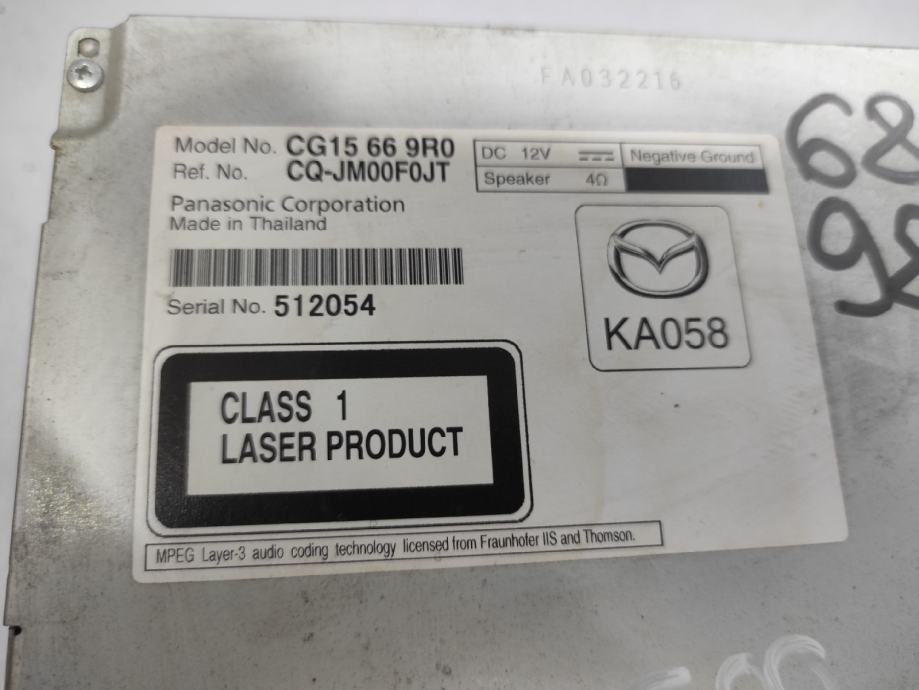 FA032216
Model No. CG15 66 9R0
Ref. No. CQ-JM00F0JT
DC 12V Negative Ground
Speaker 4Ω
Panasonic Corporation
Made in Thailand
Serial No. 512054
KA058
CLASS 1
LASER PRODUCT
MPEG Layer-3 audio coding technology licensed from Fraunhofer IIS and Thomson.